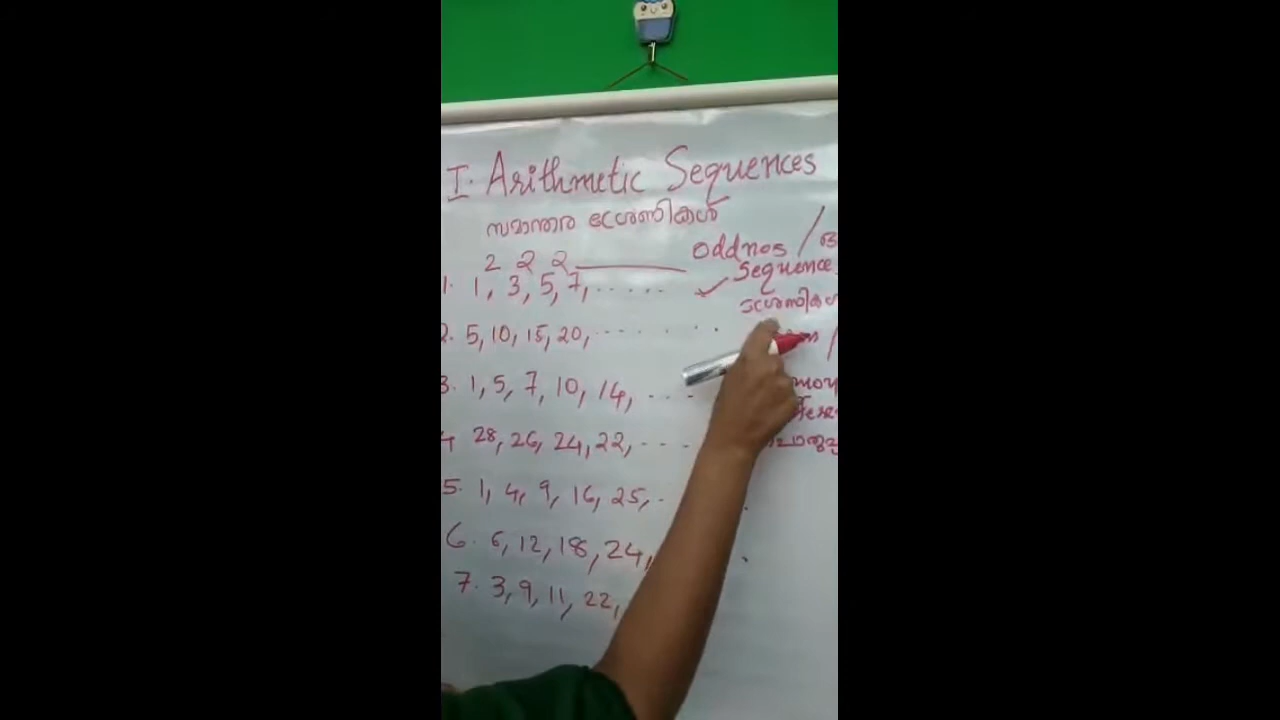 I. Arithmetic Sequences
സമാന്തര ശ്രേണികൾ
2 2 2
Odd nos /
1. 1, 3, 5, 7, .....
Sequence
ശ്രേണികൾ
2. 5, 10, 15, 20, ......
3. 1, 5, 7, 10, 14, ....
4 28, 26, 24, 22, ...
5. 1, 4, 9, 16, 25, .
6. 6, 12, 18, 24,
7. 3, 9, 11, 22,